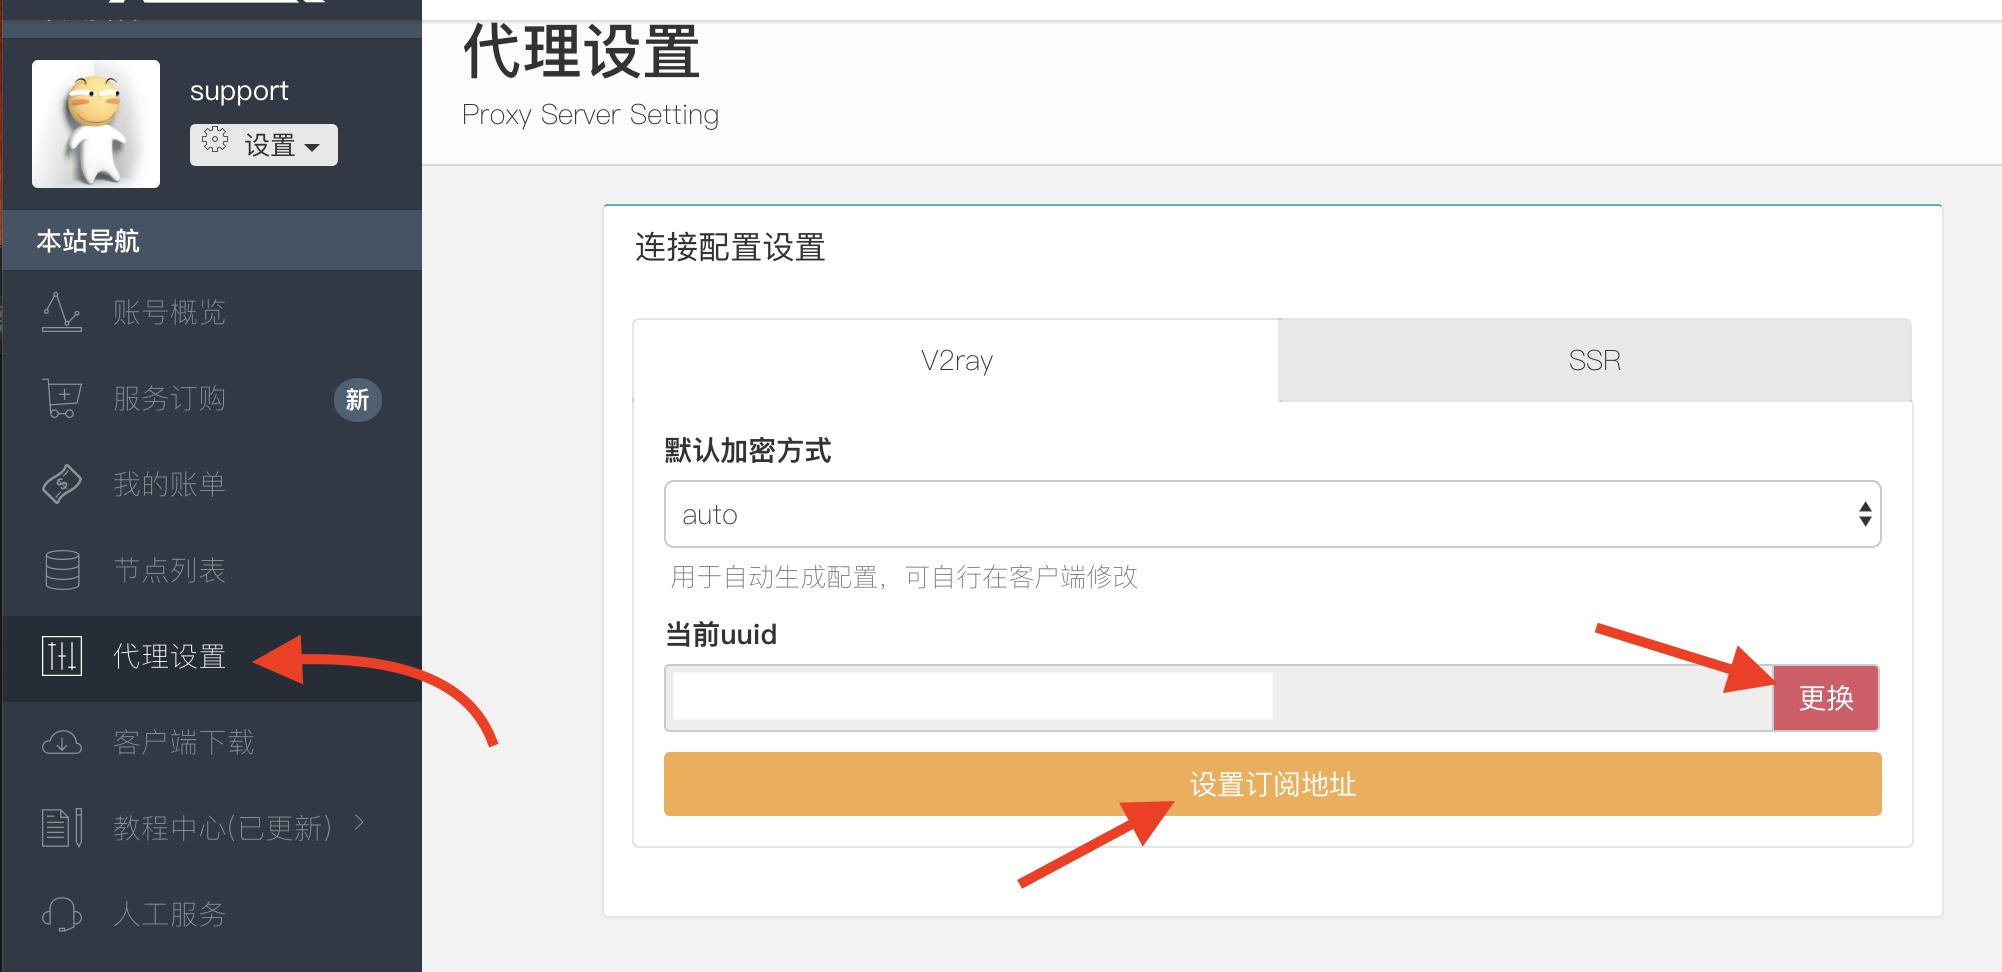 support
设置
本站导航
账号概览
服务订购
新
我的账单
节点列表
代理设置
客户端下载
教程中心(已更新)
人工服务
代理设置
Proxy Server Setting
连接配置设置
V2ray
SSR
默认加密方式
auto
用于自动生成配置，可自行在客户端修改
当前uuid
更换
设置订阅地址